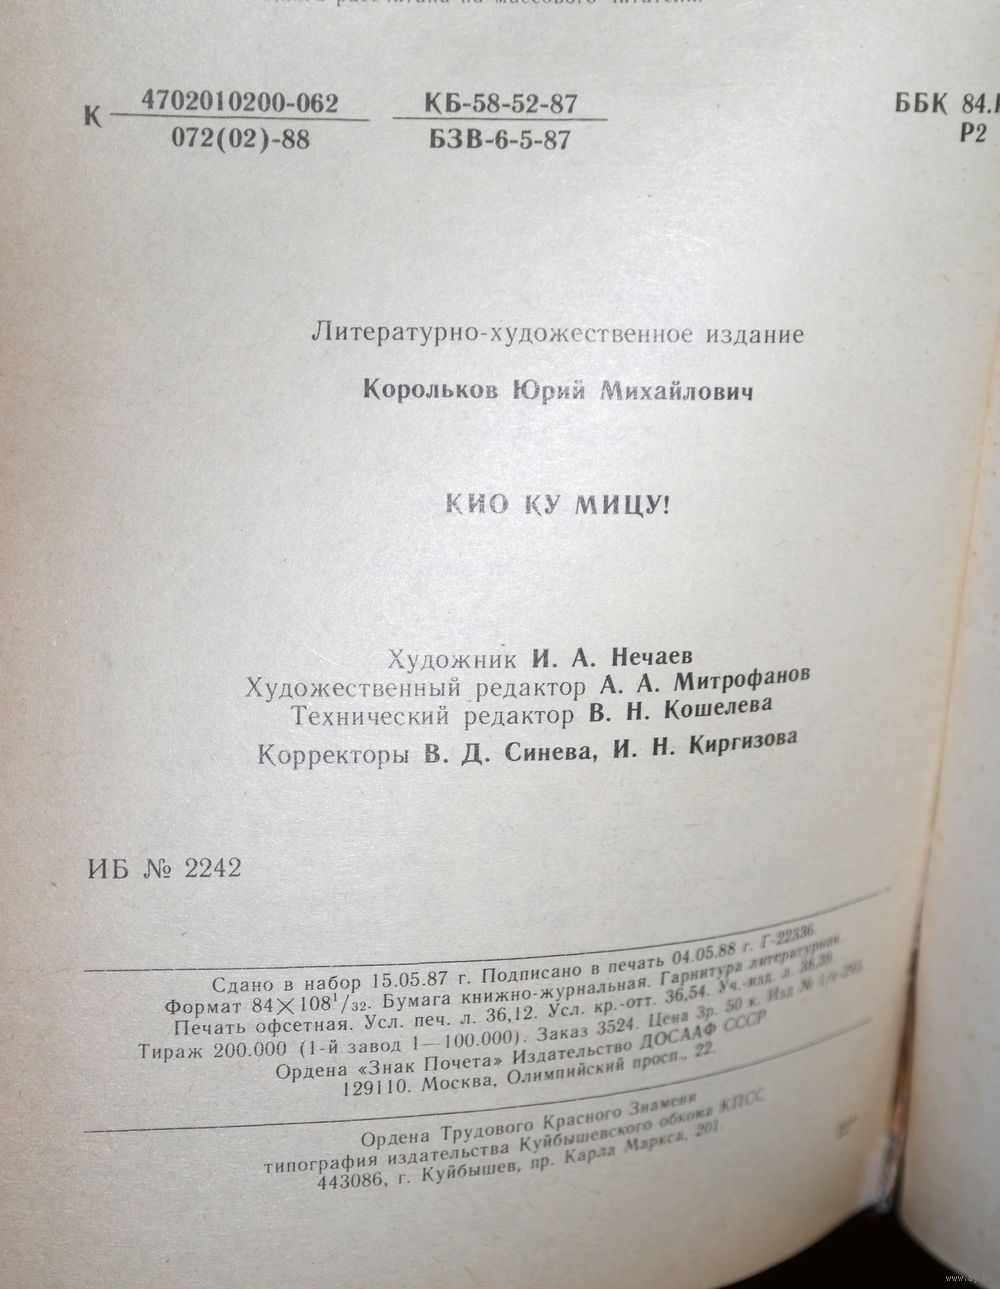 К 4702010200-062 КБ-58-52-87 ББК 84.
072(02)-88 БЗВ-6-5-87 Р2
Литературно-художественное издание
Корольков Юрий Михайлович
КИО КУ МИЦУ!
Художник И. А. Нечаев
Художественный редактор А. А. Митрофанов
Технический редактор В. Н. Кошелева
Корректоры В. Д. Синева, И. Н. Киргизова
ИБ № 2242
Сдано в набор 15.05.87 г. Подписано в печать 04.05.88 г. Г-22336.
Формат 84×108¹/₃₂. Бумага книжно-журнальная. Гарнитура литературная.
Печать офсетная. Усл. печ. л. 36,12. Усл. кр.-отт. 36,54. Уч.-изд. л. 38,39.
Тираж 200.000 (1-й завод 1—100.000). Заказ 3524. Цена 3р. 50 к. Изд №
Ордена «Знак Почета» Издательство ДОСААФ СССР
129110. Москва, Олимпийский просп., 22.
Ордена Трудового Красного Знамени
типография издательства Куйбышевского обкома КПСС
443086, г. Куйбышев, пр. Карла Маркса, 201.
www.ay.by